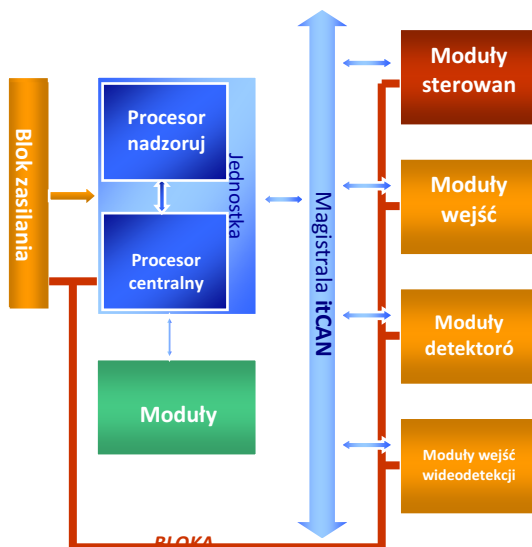 Blok zasilania
Procesor
nadzoruj
Jednostka
Procesor
centralny
Moduły
Magistrala itCAN
Moduły
sterowan
Moduły
wejść
Moduły
detektoró
Moduły wejść
wideodetekcji
BLOKA